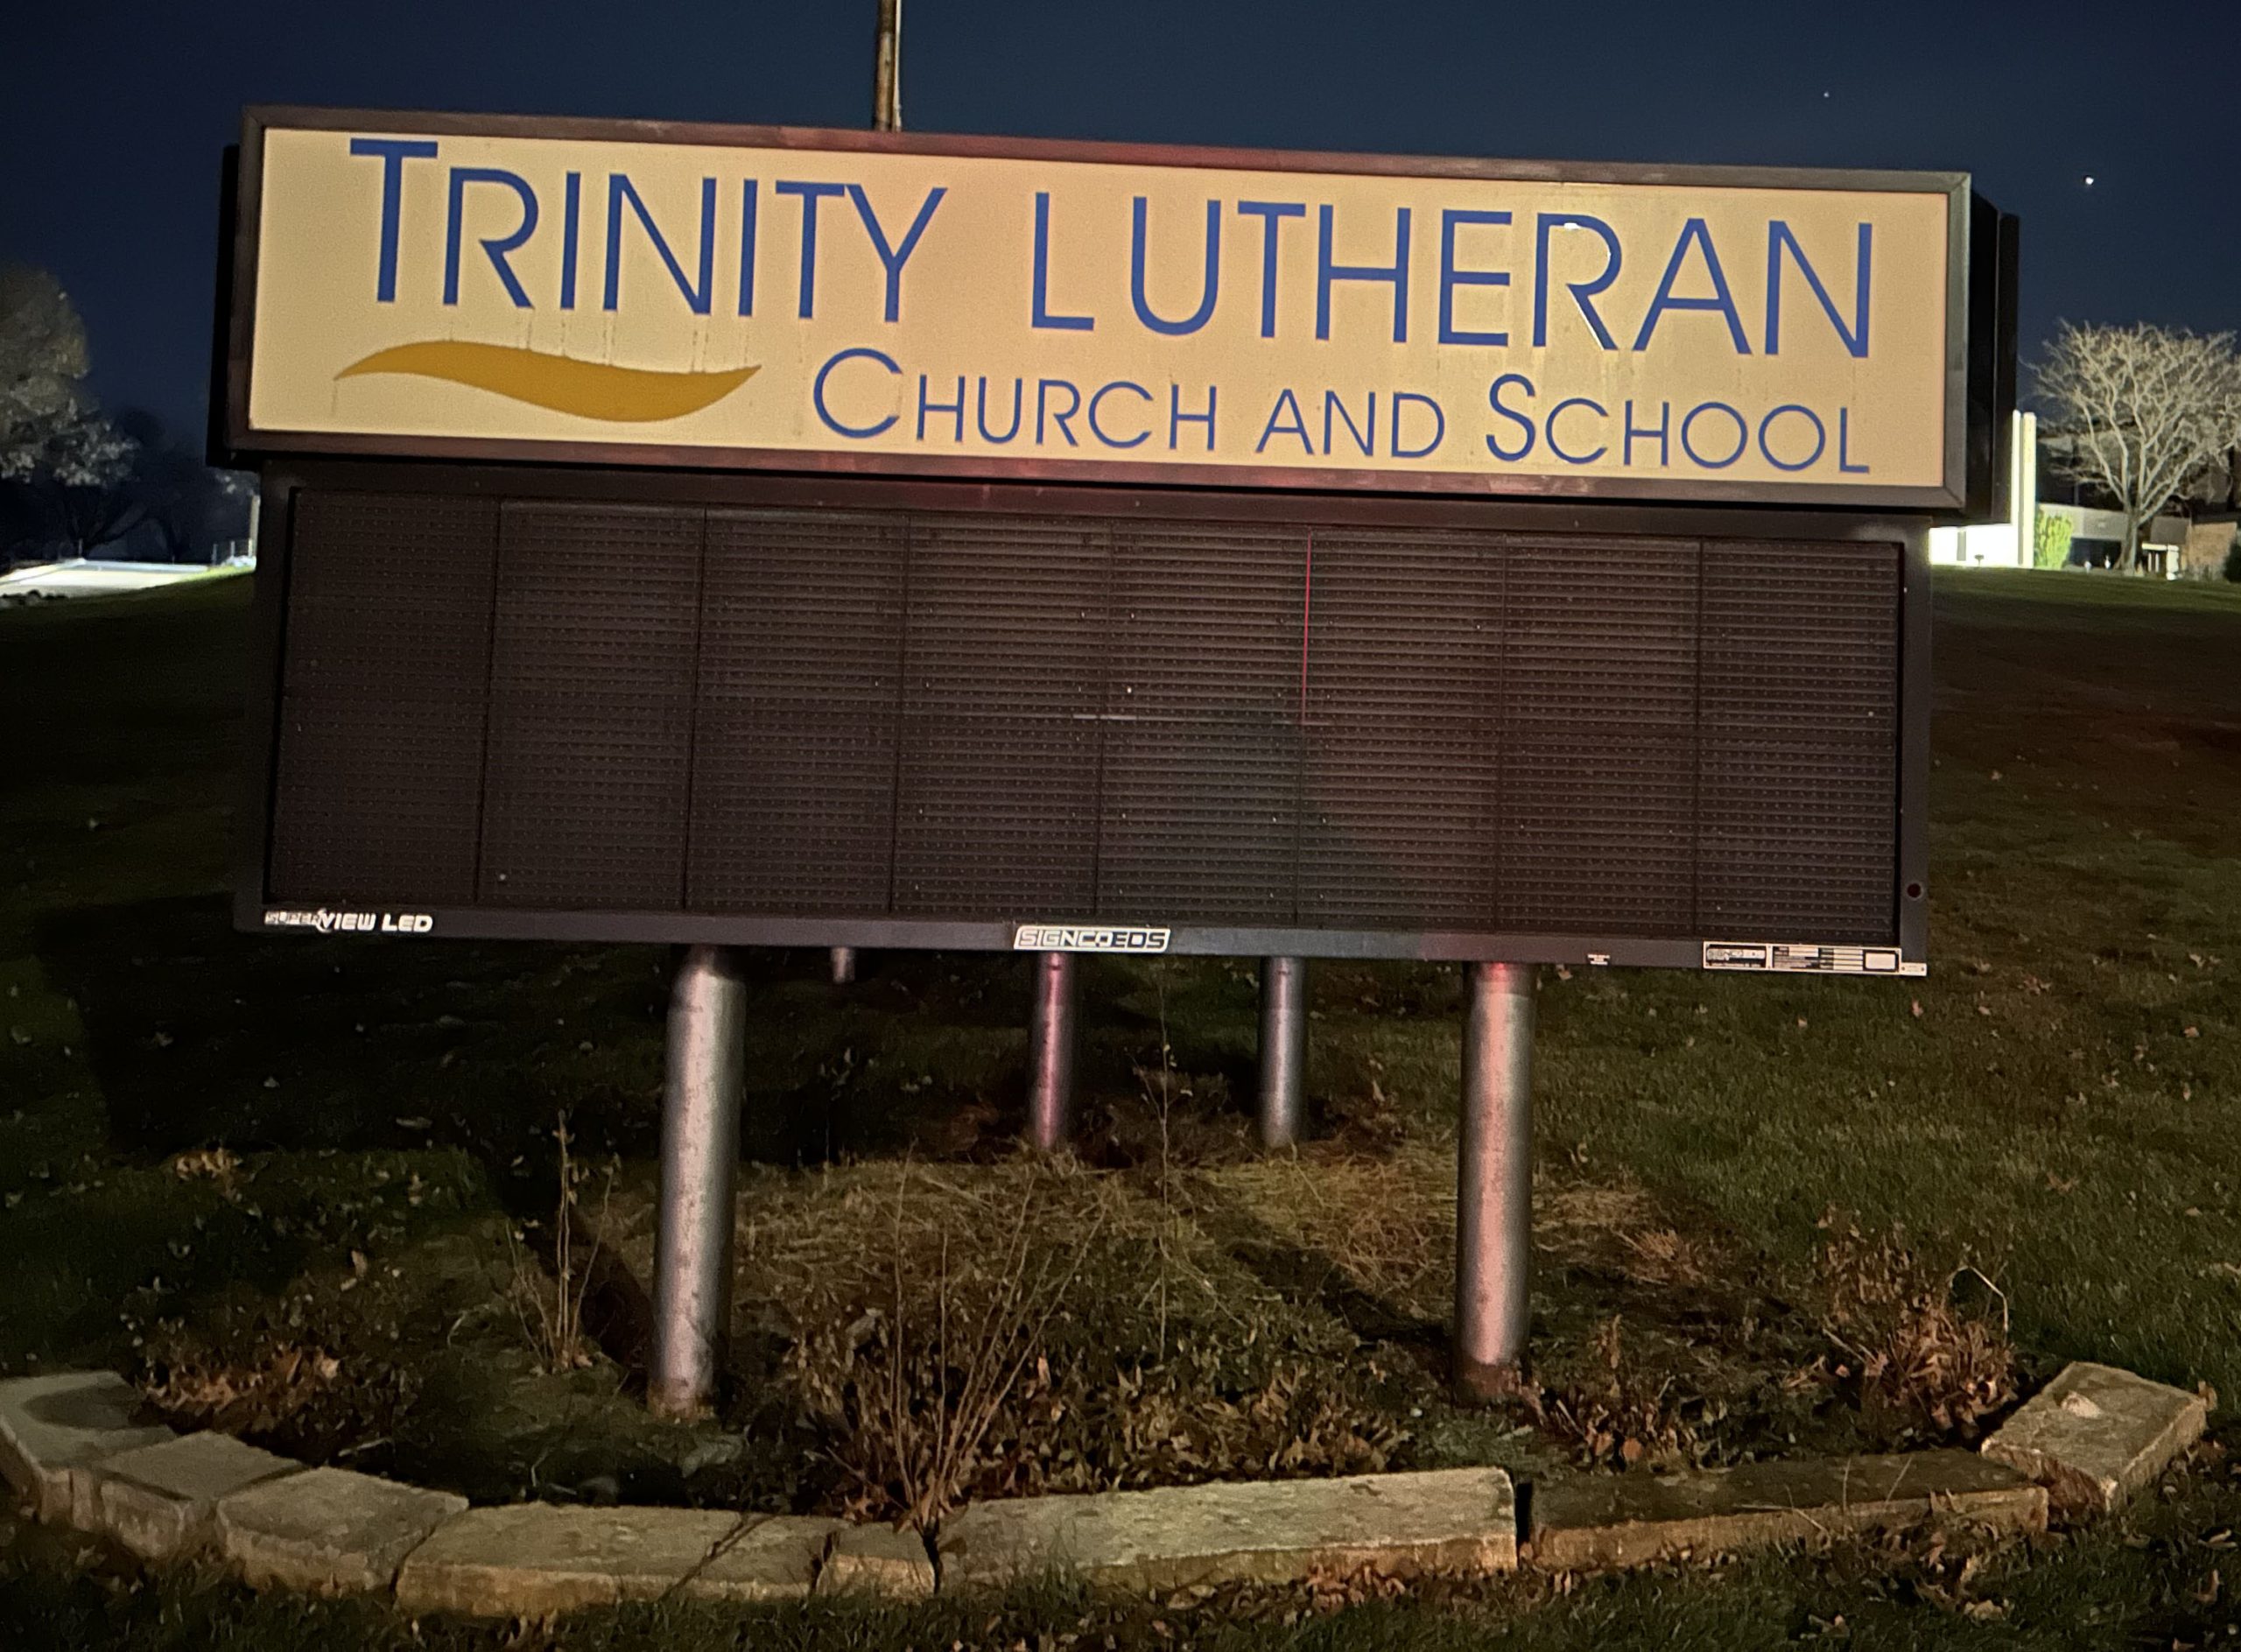 TRINITY LUTHERAN
CHURCH AND SCHOOL
SUPERVIEW LED
SIGNCOEDS